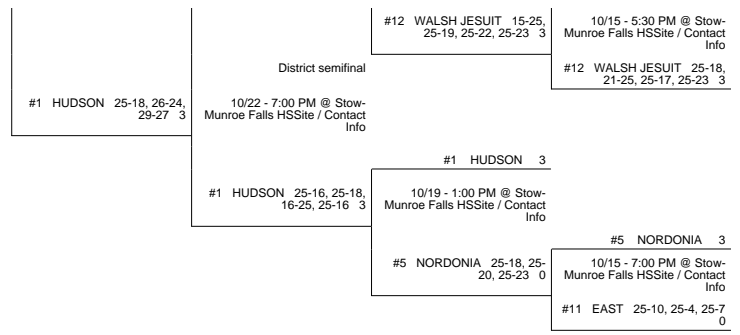 #12 WALSH JESUIT 15-25,
25-19, 25-22, 25-23 3
10/15 - 5:30 PM @ Stow-
Munroe Falls HSSite / Contact
Info
#12 WALSH JESUIT 25-18,
21-25, 25-17, 25-23 3
District semifinal
#1 HUDSON 25-18, 26-24,
29-27 3
10/22 - 7:00 PM @ Stow-
Munroe Falls HSSite / Contact
Info
#1 HUDSON 3
#1 HUDSON 25-16, 25-18,
16-25, 25-16 3
10/19 - 1:00 PM @ Stow-
Munroe Falls HSSite / Contact
Info
#5 NORDONIA 3
#5 NORDONIA 25-18, 25-
20, 25-23 0
10/15 - 7:00 PM @ Stow-
Munroe Falls HSSite / Contact
Info
#11 EAST 25-10, 25-4, 25-7
0